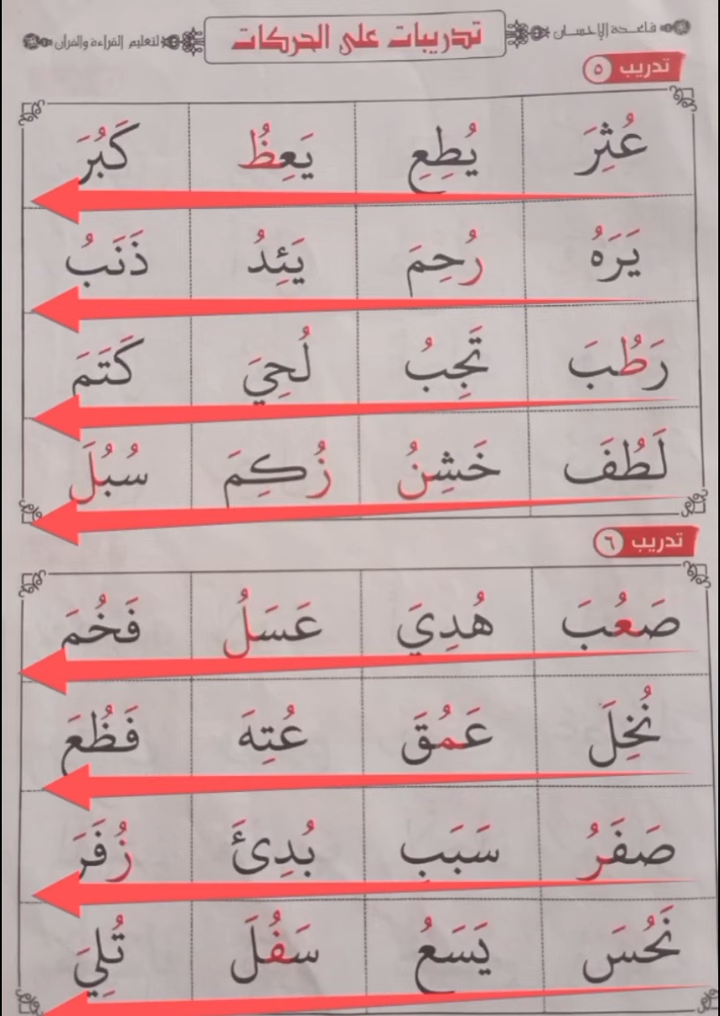 قاعدة الإحسان تدريبات على الحركات لتعليم القراءة والقرآن
تدريب ٥
عُثِرَ يُطِعِ يَعِظُ كَبُرَ
يَرَهُ رُحِمَ يَئِدُ ذَنَبُ
رَطُبَ تَجِبُ لُحِيَ كَتَمَ
لَطُفَ خَشِنُ زُكِمَ سُبُلَ
تدريب ٦
صَعُبَ هُدِيَ عَسَلُ فَخُمَ
نُخِلَ عَمُقَ عُتِهَ فَظُعَ
صَفَرُ سَبَبِ بُدِئَ زُفَرَ
نَحُسَ يَسَعُ سَفُلَ تُلِيَ